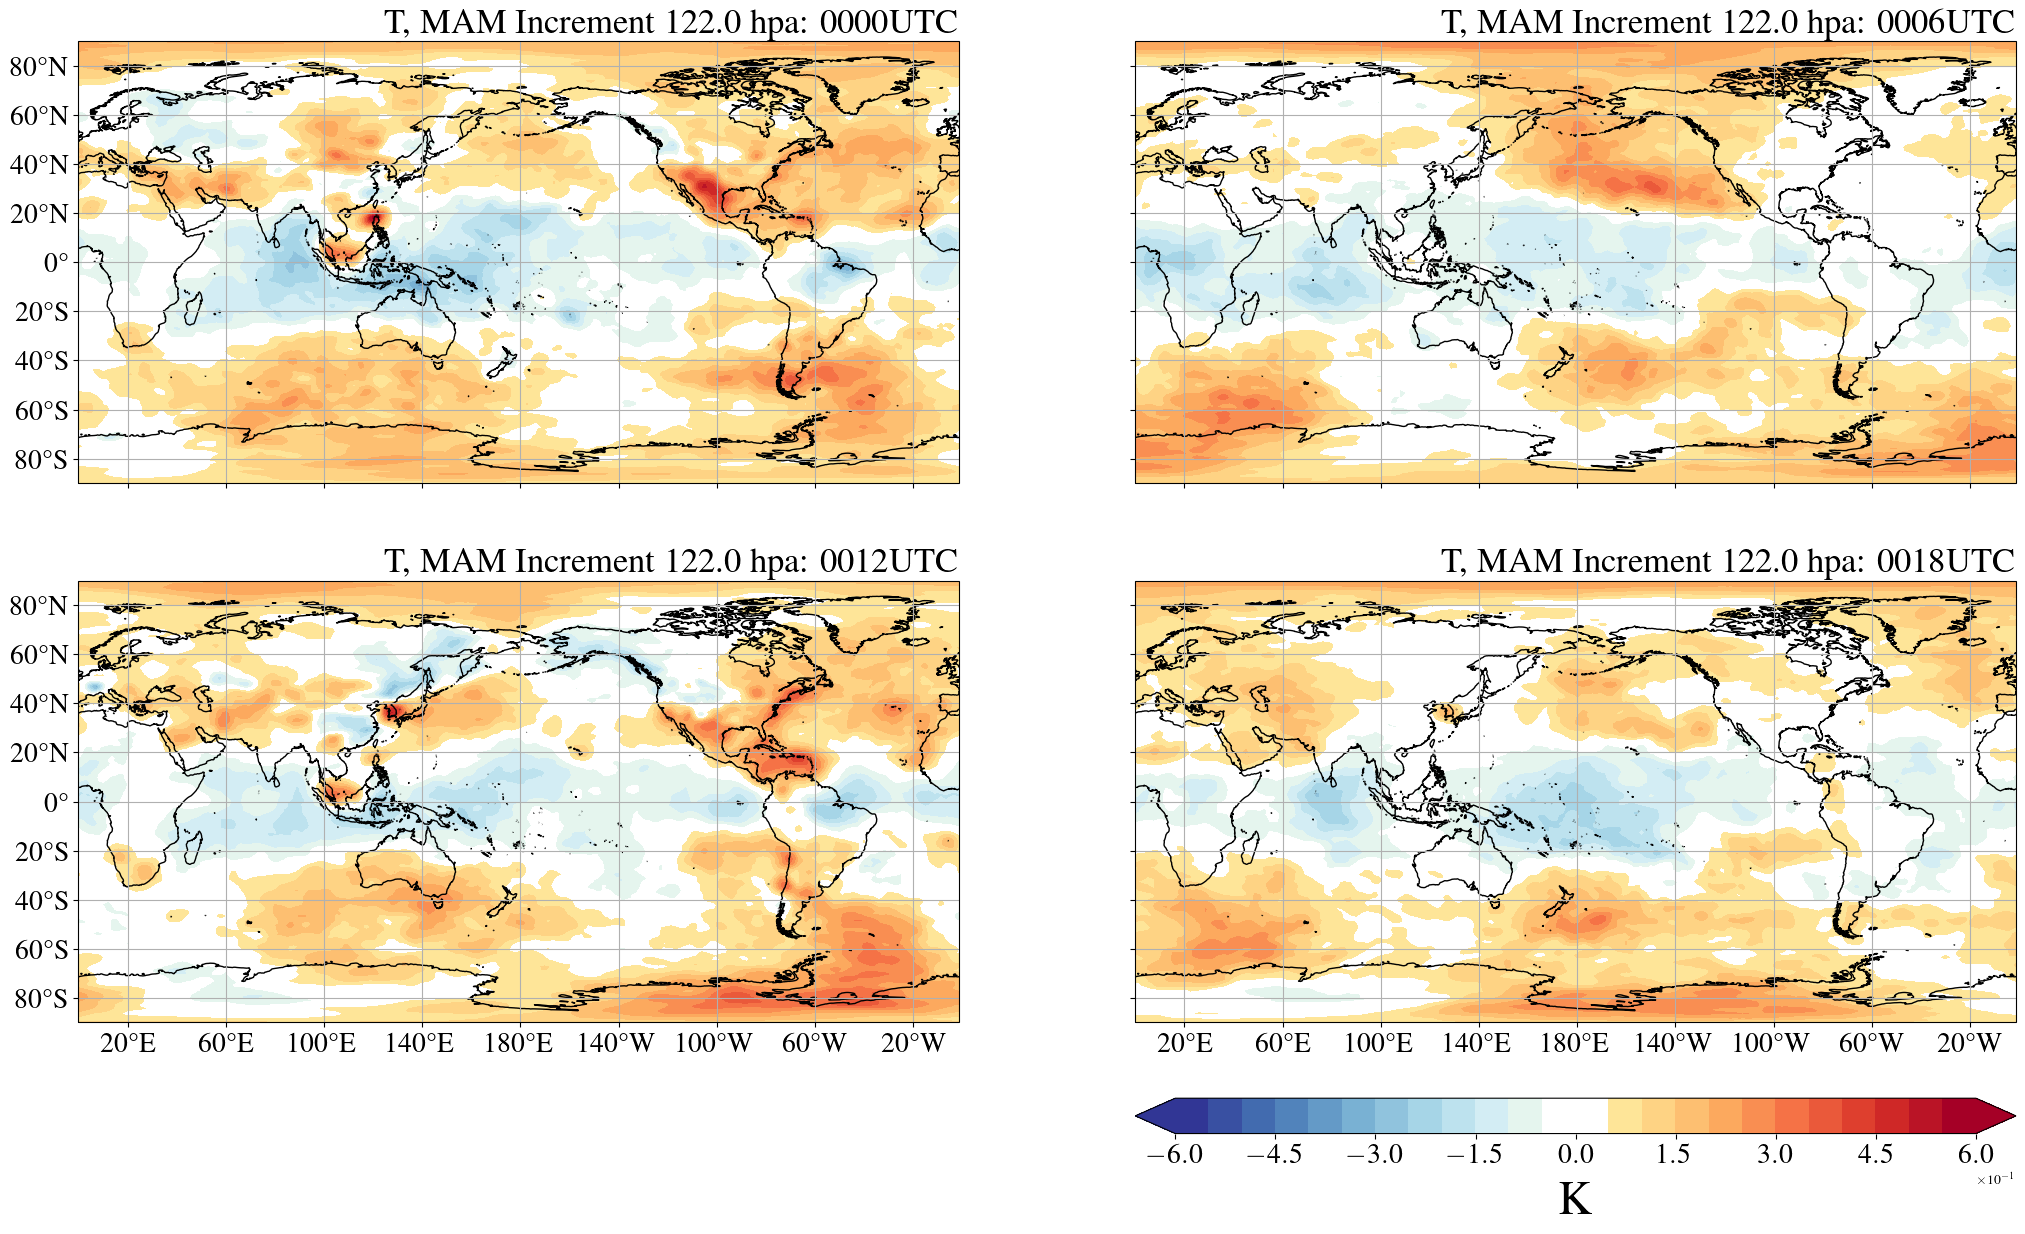 T, MAM Increment 122.0 hpa: 0000UTC
T, MAM Increment 122.0 hpa: 0006UTC
80°N
60°N
40°N
20°N
0°
20°S
40°S
60°S
80°S
T, MAM Increment 122.0 hpa: 0012UTC
T, MAM Increment 122.0 hpa: 0018UTC
80°N
60°N
40°N
20°N
0°
20°S
40°S
60°S
80°S
20°E 60°E 100°E 140°E 180°E 140°W 100°W 60°W 20°W
20°E 60°E 100°E 140°E 180°E 140°W 100°W 60°W 20°W
−6.0 −4.5 −3.0 −1.5 0.0 1.5 3.0 4.5 6.0
×10⁻¹
K